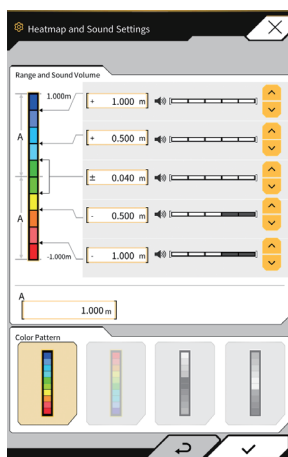 Heatmap and Sound Settings
Range and Sound Volume
1.000m
+ 1.000 m
A
+ 0.500 m
± 0.040 m
A
- 0.500 m
-1.000m
- 1.000 m
A
1.000 m
Color Pattern